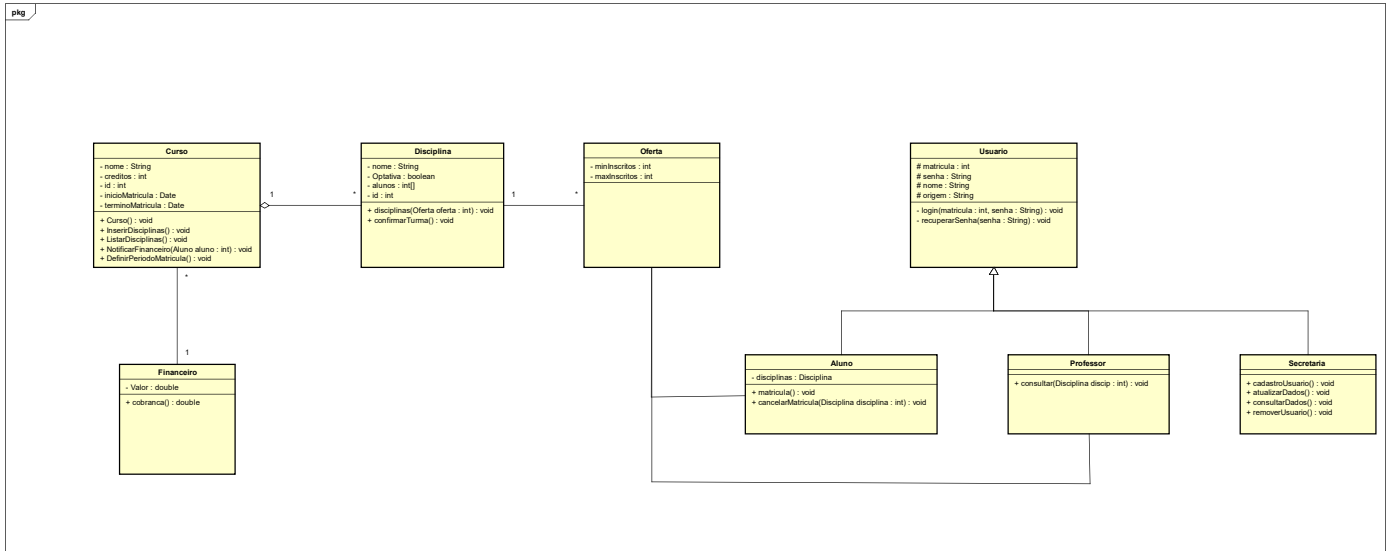 pkg
Curso
- nome : String
- creditos : int
- id : int
- inicioMatricula : Date
- terminoMatricula : Date
+ Curso() : void
+ InserirDisciplinas() : void
+ ListarDisciplinas() : void
+ NotificarFinanceiro(Aluno aluno : int) : void
+ DefinirPeriodoMatricula() : void
1
*
Disciplina
- nome : String
- Optativa : boolean
- alunos : int[]
- id : int
+ disciplinas(Oferta oferta : int) : void
+ confirmarTurma() : void
1
*
Oferta
- minInscritos : int
- maxInscritos : int
Usuario
# matricula : int
# senha : String
# nome : String
# origem : String
- login(matricula : int, senha : String) : void
- recuperarSenha(senha : String) : void
*
1
Financeiro
- Valor : double
+ cobranca() : double
Aluno
- disciplinas : Disciplina
+ matricula() : void
+ cancelarMatricula(Disciplina disciplina : int) : void
Professor
+ consultar(Disciplina discip : int) : void
Secretaria
+ cadastroUsuario() : void
+ atualizarDados() : void
+ consultarDados() : void
+ removerUsuario() : void